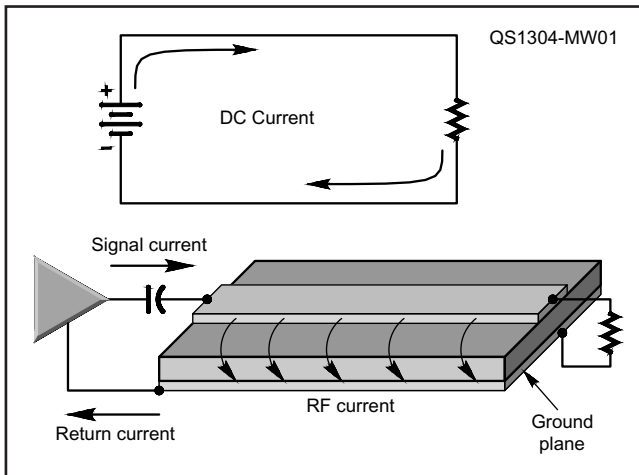 QS1304-MW01
+
DC Current
–
Signal current
RF current
Return current
Ground
plane